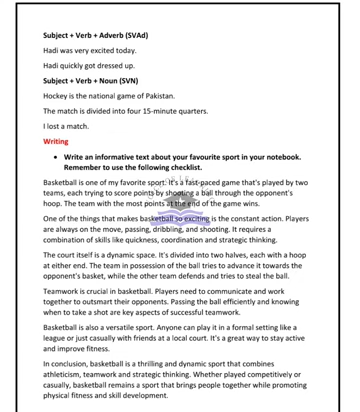 Subject + Verb + Adverb (SVAd)
Hadi was very excited today.
Hadi quickly got dressed up.
Subject + Verb + Noun (SVN)
Hockey is the national game of Pakistan.
The match is divided into four 15-minute quarters.
I lost a match.
Writing
• Write an informative text about your favourite sport in your notebook.
Remember to use the following checklist.
Basketball is one of my favorite sport. It's a fast-paced game that's played by two
teams, each trying to score points by shooting a ball through the opponent's
hoop. The team with the most points at the end of the game wins.
One of the things that makes basketball so exciting is the constant action. Players
are always on the move, passing, dribbling, and shooting. It requires a
combination of skills like quickness, coordination and strategic thinking.
The court itself is a dynamic space. It's divided into two halves, each with a hoop
at either end. The team in possession of the ball tries to advance it towards the
opponent's basket, while the other team defends and tries to steal the ball.
Teamwork is crucial in basketball. Players need to communicate and work
together to outsmart their opponents. Passing the ball efficiently and knowing
when to take a shot are key aspects of successful teamwork.
Basketball is also a versatile sport. Anyone can play it in a formal setting like a
league or just casually with friends at a local court. It's a great way to stay active
and improve fitness.
In conclusion, basketball is a thrilling and dynamic sport that combines
athleticism, teamwork and strategic thinking. Whether played competitively or
casually, basketball remains a sport that brings people together while promoting
physical fitness and skill development.